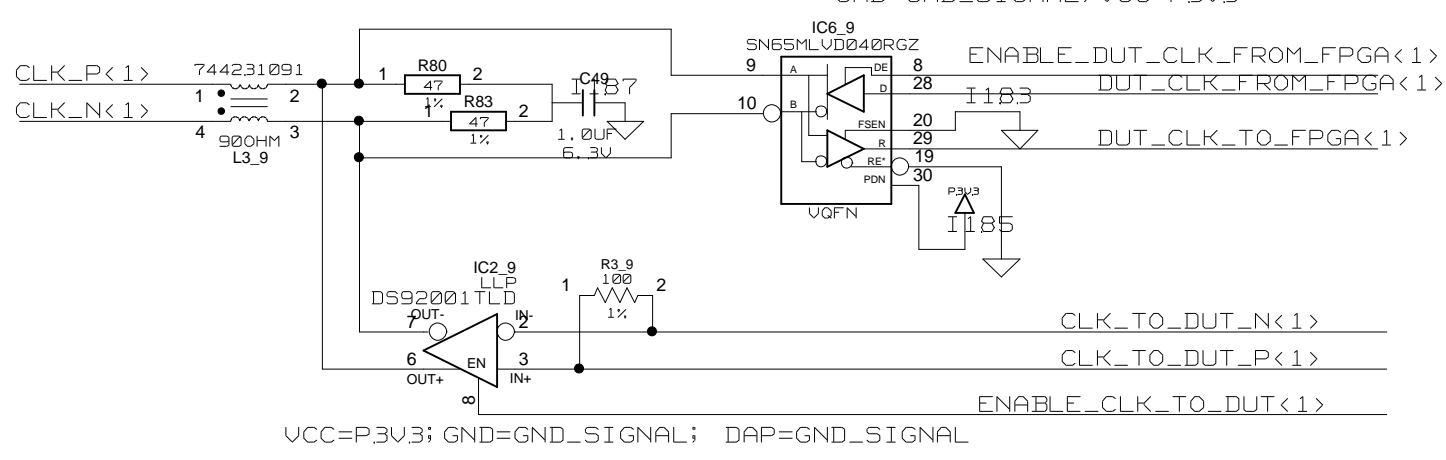 IC6_9
SN65MLVD040RGZ
ENABLE_DUT_CLK_FROM_FPGA<1>
DUT_CLK_FROM_FPGA<1>
CLK_P<1>
744231091
R80
1 2
47
1%
C49
I187
9 A DE 8
D 28
1 2
CLK_N<1>
R83
1 2
47
1%
10 B
I183
FSEN 20
4 3
90OHM
L3_9
1.0UF
6.3V
R 29
DUT_CLK_TO_FPGA<1>
RE* 19
PDN 30
P3V3
VQFN
I185
IC2_9
LLP
DS92001TLD
R3_9
100
1 2
1%
OUT-
7
IN-
2
CLK_TO_DUT_N<1>
6
OUT+
EN
3
IN+
CLK_TO_DUT_P<1>
8
ENABLE_CLK_TO_DUT<1>
VCC=P3V3; GND=GND_SIGNAL; DAP=GND_SIGNAL